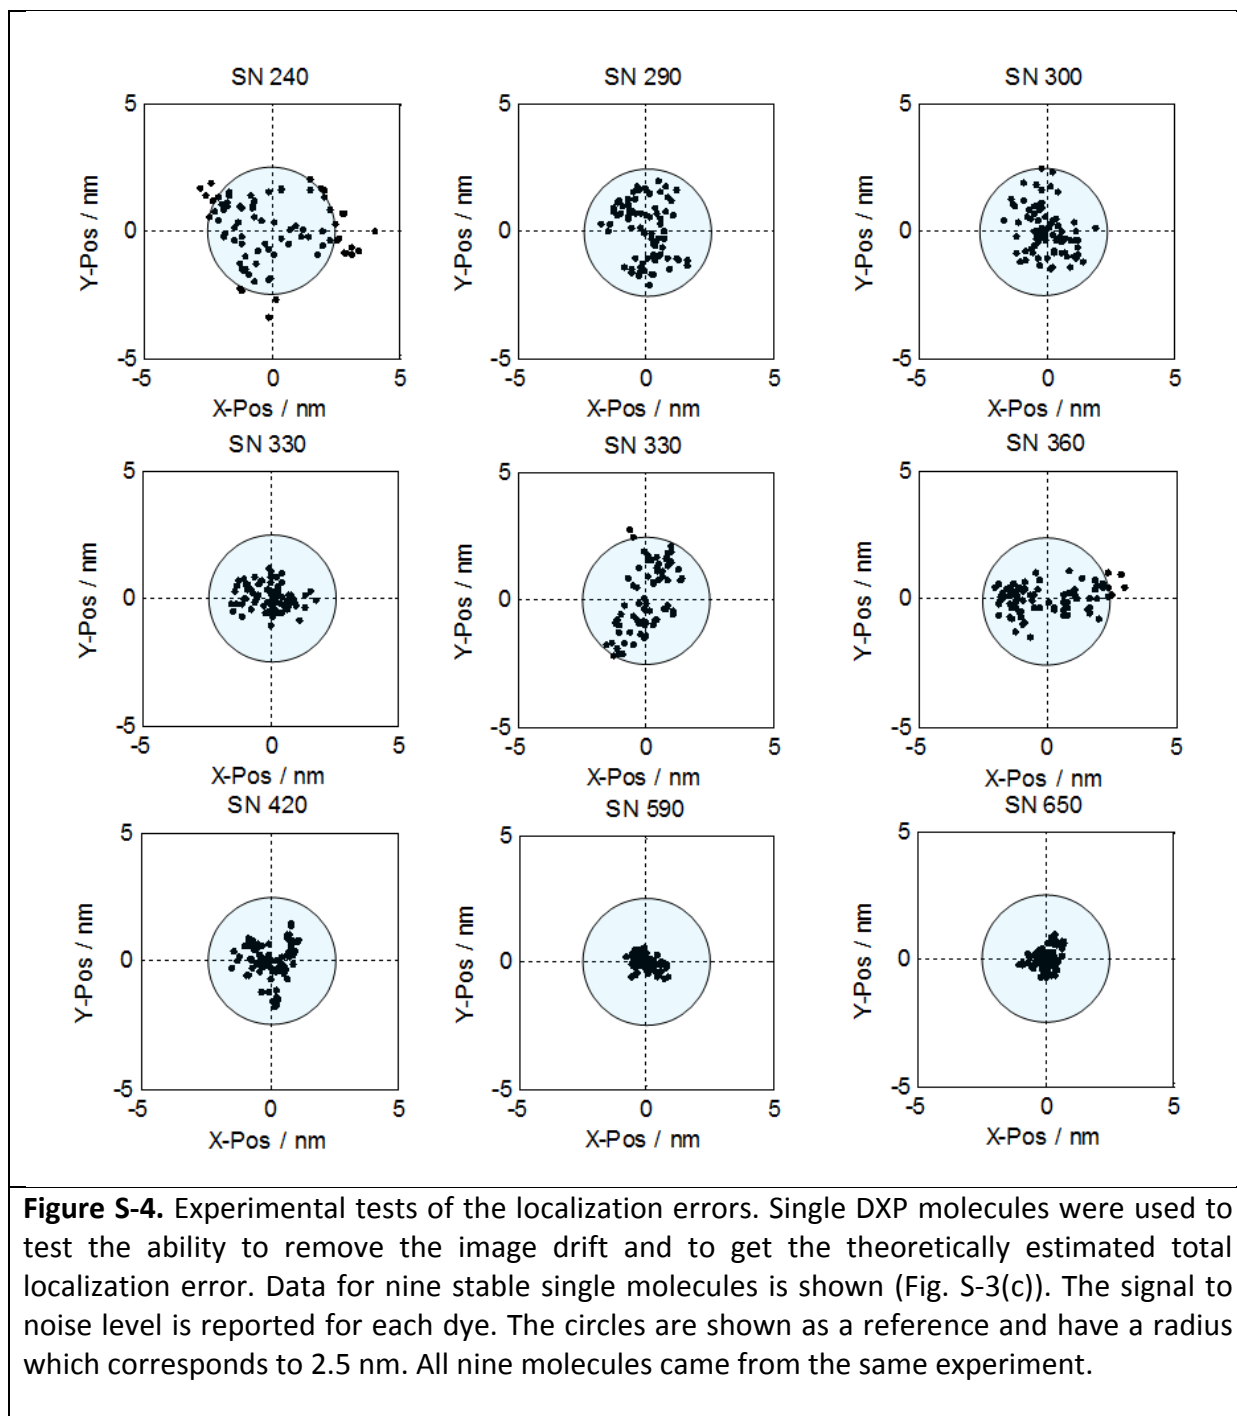 SN 240
SN 290
SN 300
5
5
5
Y-Pos / nm
Y-Pos / nm
Y-Pos / nm
0
0
0
-5
-5
-5
-5 0 5
-5 0 5
-5 0 5
X-Pos / nm
X-Pos / nm
X-Pos / nm
SN 330
SN 330
SN 360
5
5
5
Y-Pos / nm
Y-Pos / nm
Y-Pos / nm
0
0
0
-5
-5
-5
-5 0 5
-5 0 5
-5 0 5
X-Pos / nm
X-Pos / nm
X-Pos / nm
SN 420
SN 590
SN 650
5
5
5
Y-Pos / nm
Y-Pos / nm
Y-Pos / nm
0
0
0
-5
-5
-5
-5 0 5
-5 0 5
-5 0 5
X-Pos / nm
X-Pos / nm
X-Pos / nm
Figure S-4. Experimental tests of the localization errors. Single DXP molecules were used to
test the ability to remove the image drift and to get the theoretically estimated total
localization error. Data for nine stable single molecules is shown (Fig. S-3(c)). The signal to
noise level is reported for each dye. The circles are shown as a reference and have a radius
which corresponds to 2.5 nm. All nine molecules came from the same experiment.